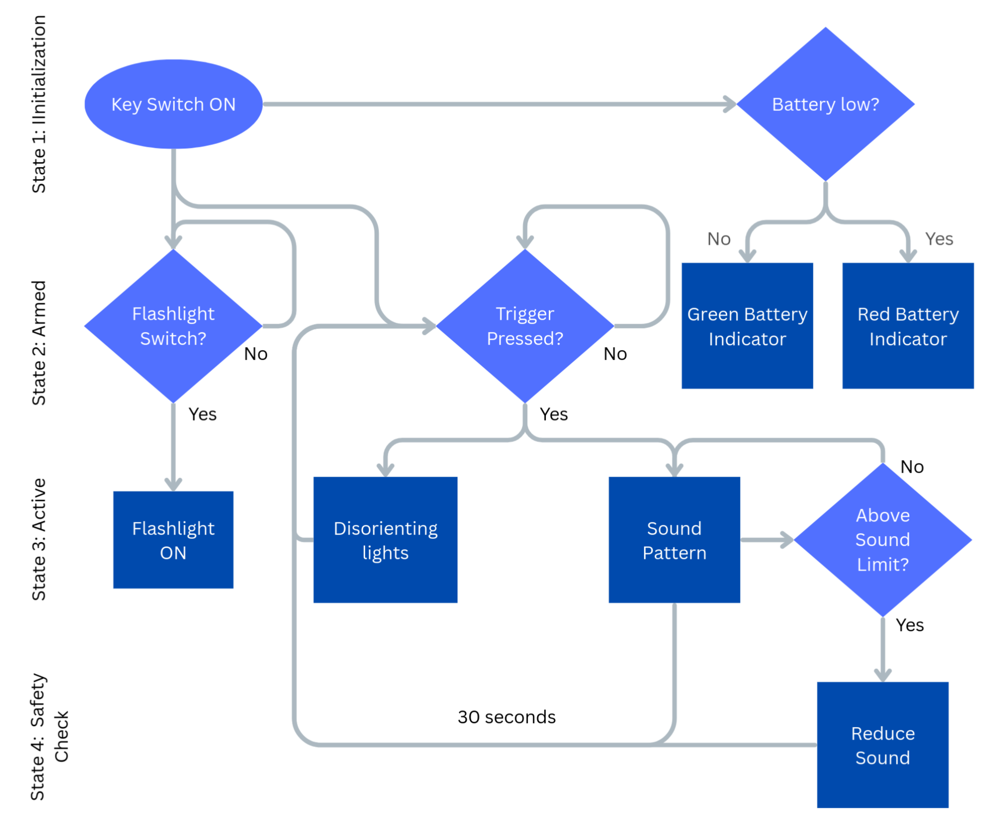 State 1: IInitialization
Key Switch ON
Battery low?
No
Yes
State 2: Armed
Flashlight
Switch?
No
Yes
Trigger
Pressed?
No
Yes
Green Battery
Indicator
Red Battery
Indicator
State 3: Active
Flashlight
ON
Disorienting
lights
Sound
Pattern
Above
Sound
Limit?
No
Yes
State 4: Safety
Check
30 seconds
Reduce
Sound